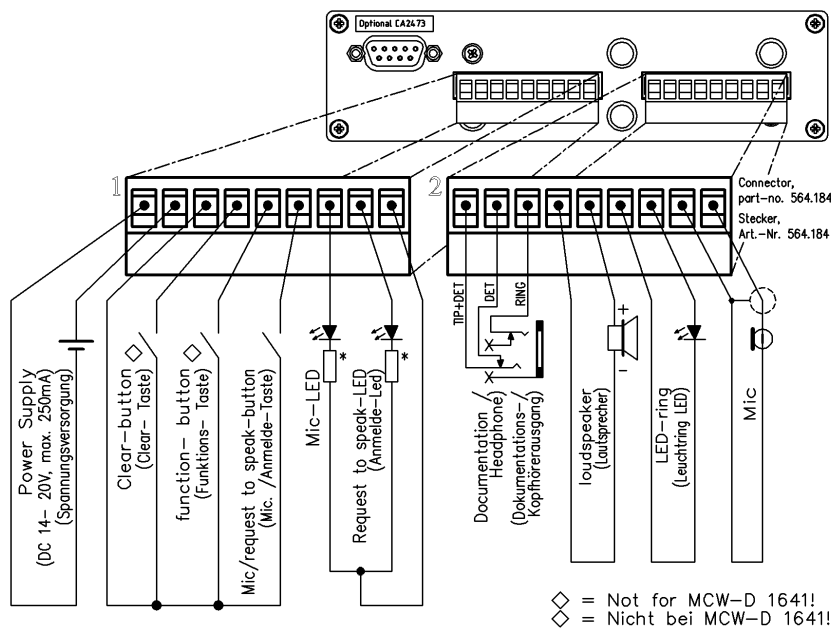 Optional CA2473
1
2
Connector,
part-no. 564.184
Stecker,
Art.-Nr. 564.184
TIP+DET
DET
RING
+
-
Power Supply
(DC 14- 20V, max. 250mA)
(Spannungsversorgung)
Clear-button
(Clear- Taste)
function- button
(Funktions- Taste)
Mic/request to speak-button
(Mic. /Anmelde-Taste)
Mic-LED
*
Request to speak-LED
(Anmelde-Led)
*
Documentation-/
Headphone/
(Dokumentations-/
Kopfhörerausgang)
loudspeaker
(Lautsprecher)
LED-ring
(Leuchtring LED)
Mic
◇ = Not for MCW-D 1641!
◇ = Nicht bei MCW-D 1641!